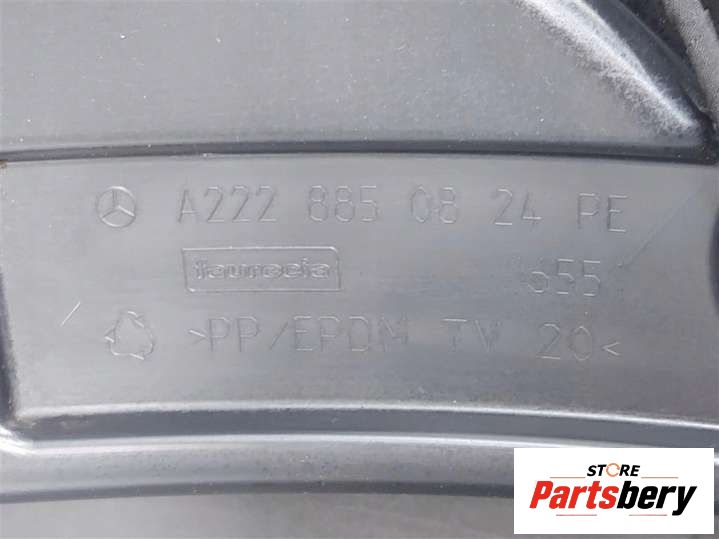 A222 885 08 24 PE
faurecia
655
>PP/EPDM TV 20<
STORE
Partsbery